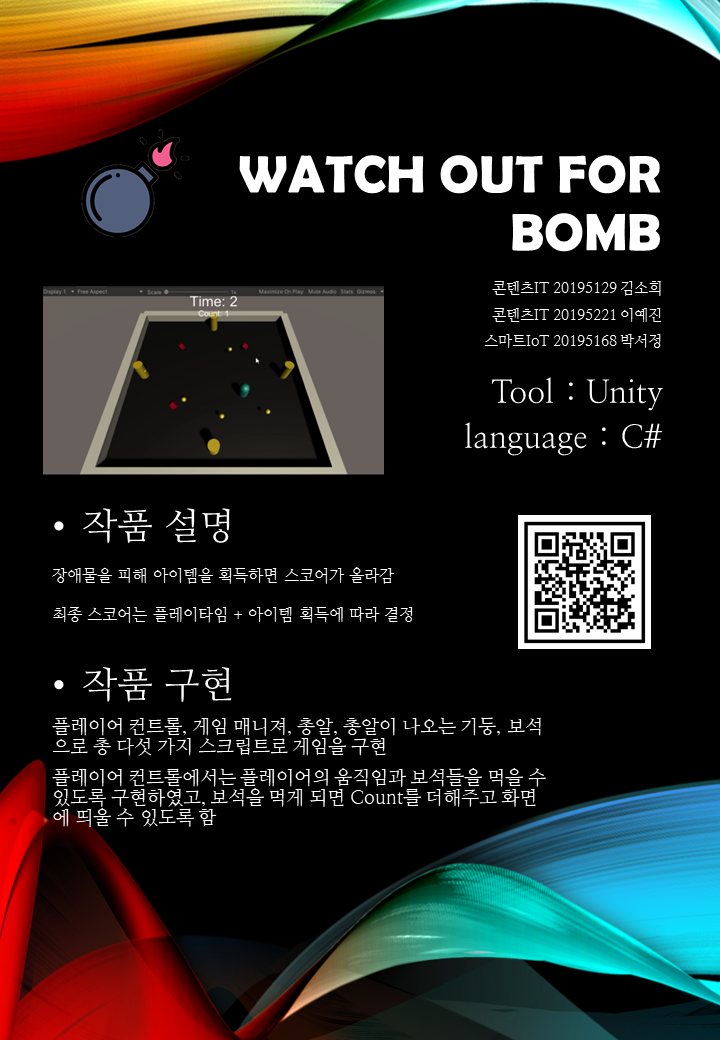 WATCH OUT FOR
BOMB
콘텐츠IT 20195129 김소희
콘텐츠IT 20195221 이예진
스마트IoT 20195168 박서정
Display 1 Free Aspect Scale 1x Maximize On Play Mute Audio Stats Gizmos
Time: 2
Count: 1
Tool : Unity
language : C#
• 작품 설명
장애물을 피해 아이템을 획득하면 스코어가 올라감
최종 스코어는 플레이타임 + 아이템 획득에 따라 결정
• 작품 구현
플레이어 컨트롤, 게임 매니져, 총알, 총알이 나오는 기둥, 보석
으로 총 다섯 가지 스크립트로 게임을 구현
플레이어 컨트롤에서는 플레이어의 움직임과 보석들을 먹을 수
있도록 구현하였고, 보석을 먹게 되면 Count를 더해주고 화면
에 띄울 수 있도록 함